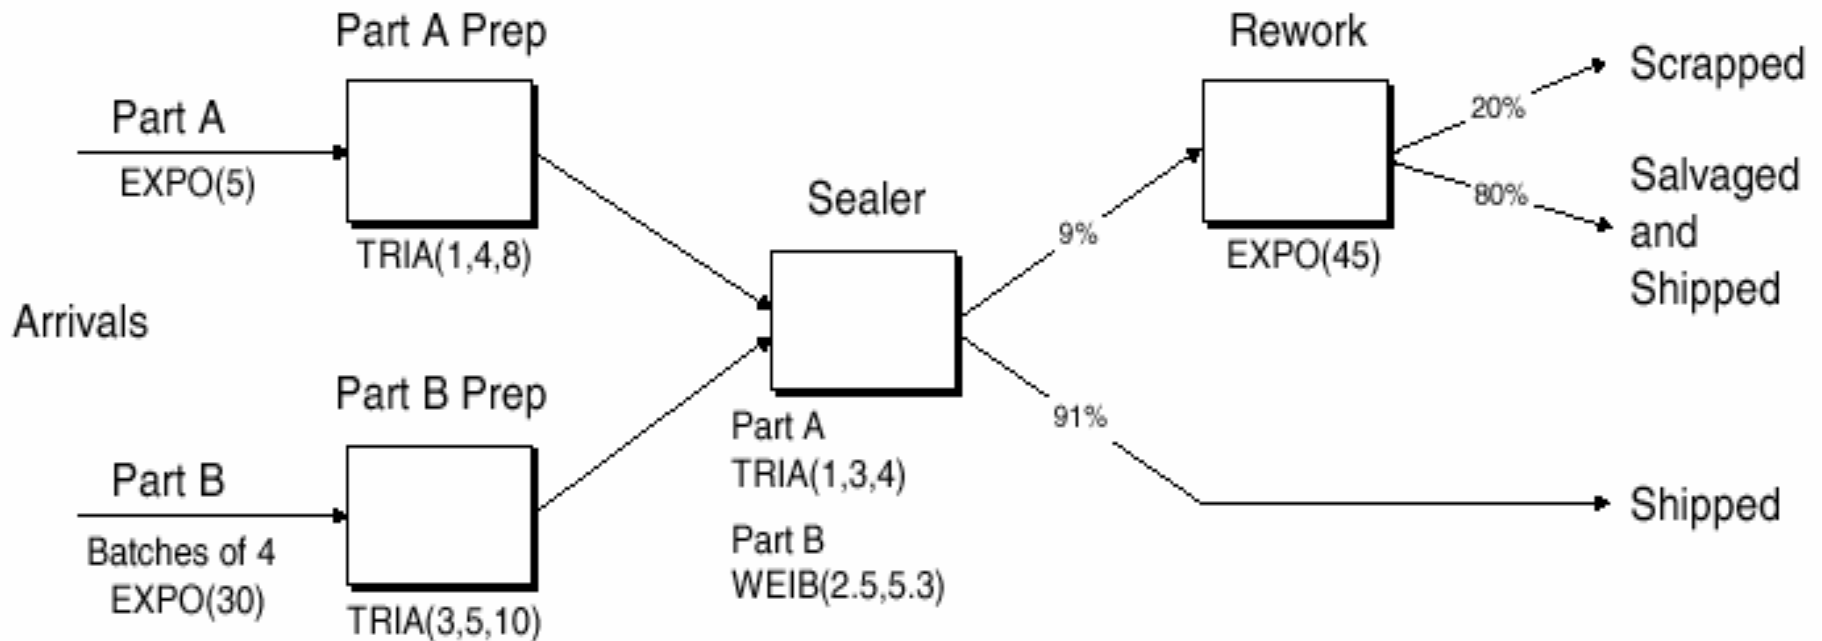 Part A Prep
Part A
EXPO(5)
TRIA(1,4,8)
Arrivals
Part B Prep
Part B
Batches of 4
EXPO(30)
TRIA(3,5,10)
Sealer
Part A
TRIA(1,3,4)
Part B
WEIB(2.5,5.3)
9%
91%
Rework
EXPO(45)
20%
80%
Scrapped
Salvaged
and
Shipped
Shipped